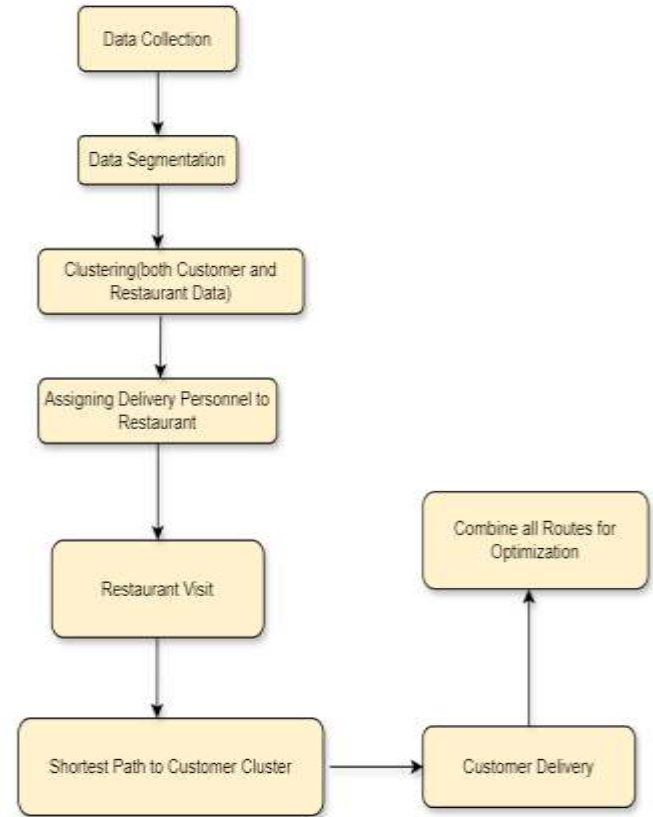 Data Collection
Data Segmentation
Clustering(both Customer and
Restaurant Data)
Assigning Delivery Personnel to
Restaurant
Restaurant Visit
Shortest Path to Customer Cluster
Customer Delivery
Combine all Routes for
Optimization